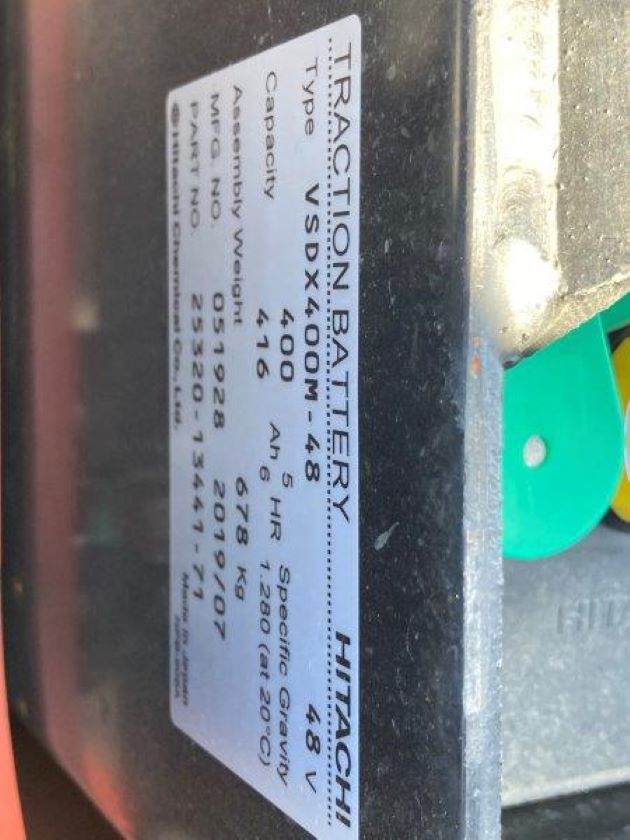 TRACTION BATTERY HITACHI
Type VSDX400M-48 48 V
Capacity 400 Ah 5 HR Specific Gravity
416 6 1.280 (at 20°C)
Assembly Weight 678 Kg
MFG. NO. 051928 2019/07
PART NO. 25320-13441-71
Hitachi Chemical Co., Ltd. Made in Japan